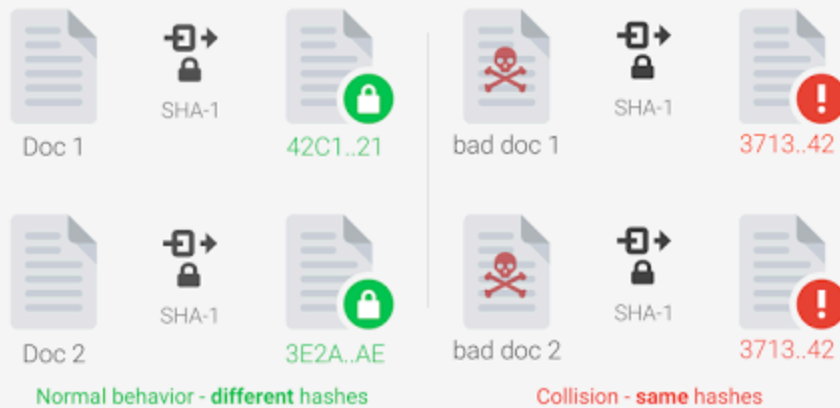 SHA-1
Doc 1
42C1..21
SHA-1
bad doc 1
3713..42
SHA-1
Doc 2
3E2A..AE
SHA-1
bad doc 2
3713..42
Normal behavior - different hashes
Collision - same hashes